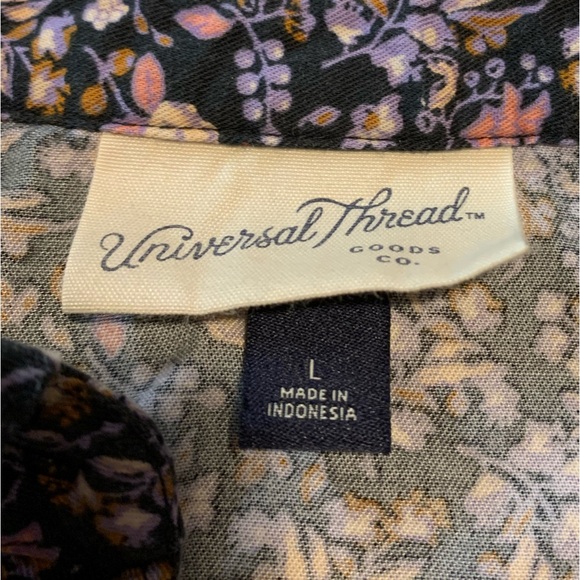 Universal Thread™
GOODS
CO.
L
MADE IN
INDONESIA